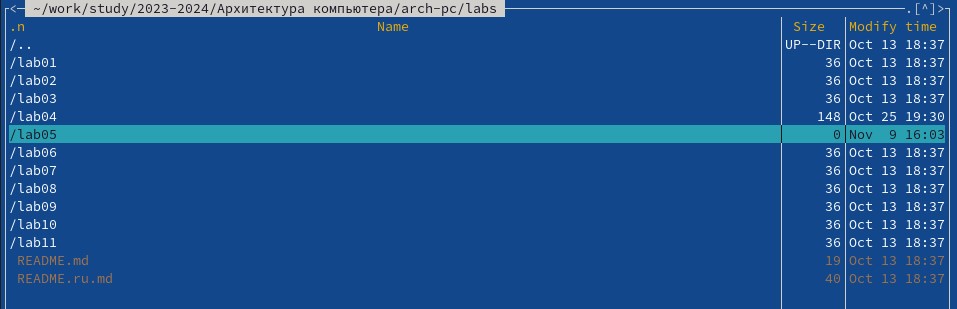 <─ ~/work/study/2023-2024/Архитектура компьютера/arch-pc/labs .[^]>
.n Name Size Modify time
/.. UP--DIR Oct 13 18:37
/lab01 36 Oct 13 18:37
/lab02 36 Oct 13 18:37
/lab03 36 Oct 13 18:37
/lab04 148 Oct 25 19:30
/lab05 0 Nov 9 16:03
/lab06 36 Oct 13 18:37
/lab07 36 Oct 13 18:37
/lab08 36 Oct 13 18:37
/lab09 36 Oct 13 18:37
/lab10 36 Oct 13 18:37
/lab11 36 Oct 13 18:37
README.md 19 Oct 13 18:37
README.ru.md 40 Oct 13 18:37